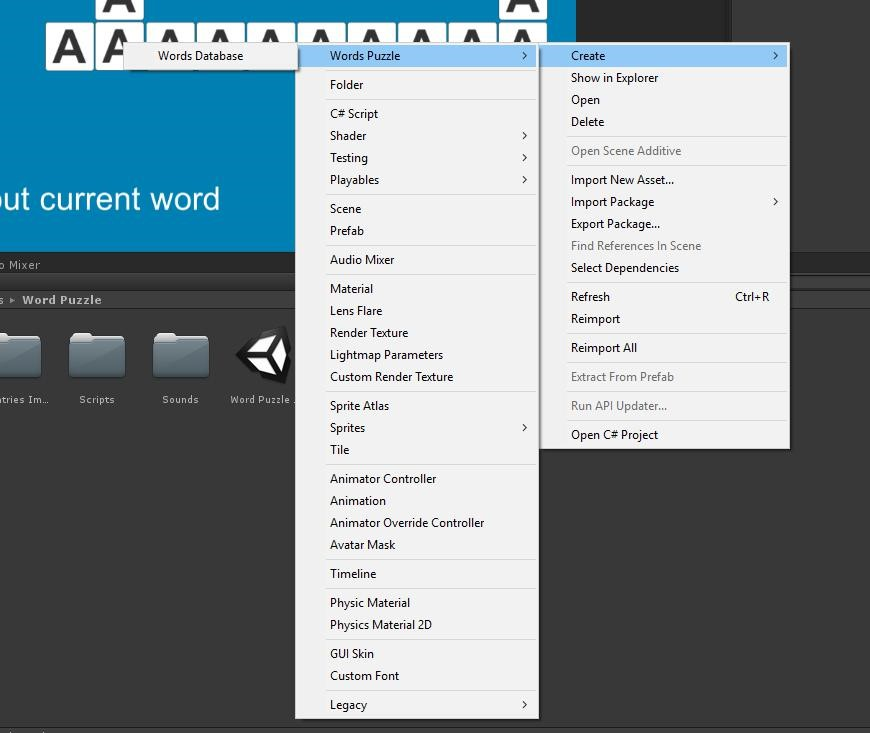 A A
A A A A A A A A A A
Words Database
Words Puzzle
Folder
C# Script
Shader
Testing
Playables
Scene
Prefab
Audio Mixer
Material
Lens Flare
Render Texture
Lightmap Parameters
Custom Render Texture
Sprite Atlas
Sprites
Tile
Animator Controller
Animation
Animator Override Controller
Avatar Mask
Timeline
Physic Material
Physics Material 2D
GUI Skin
Custom Font
Legacy
Create
Show in Explorer
Open
Delete
Open Scene Additive
Import New Asset...
Import Package
Export Package...
Find References In Scene
Select Dependencies
Refresh Ctrl+R
Reimport
Reimport All
Extract From Prefab
Run API Updater...
Open C# Project
ut current word
o Mixer
s ▸ Word Puzzle
tries Im... Scripts Sounds Word Puzzle